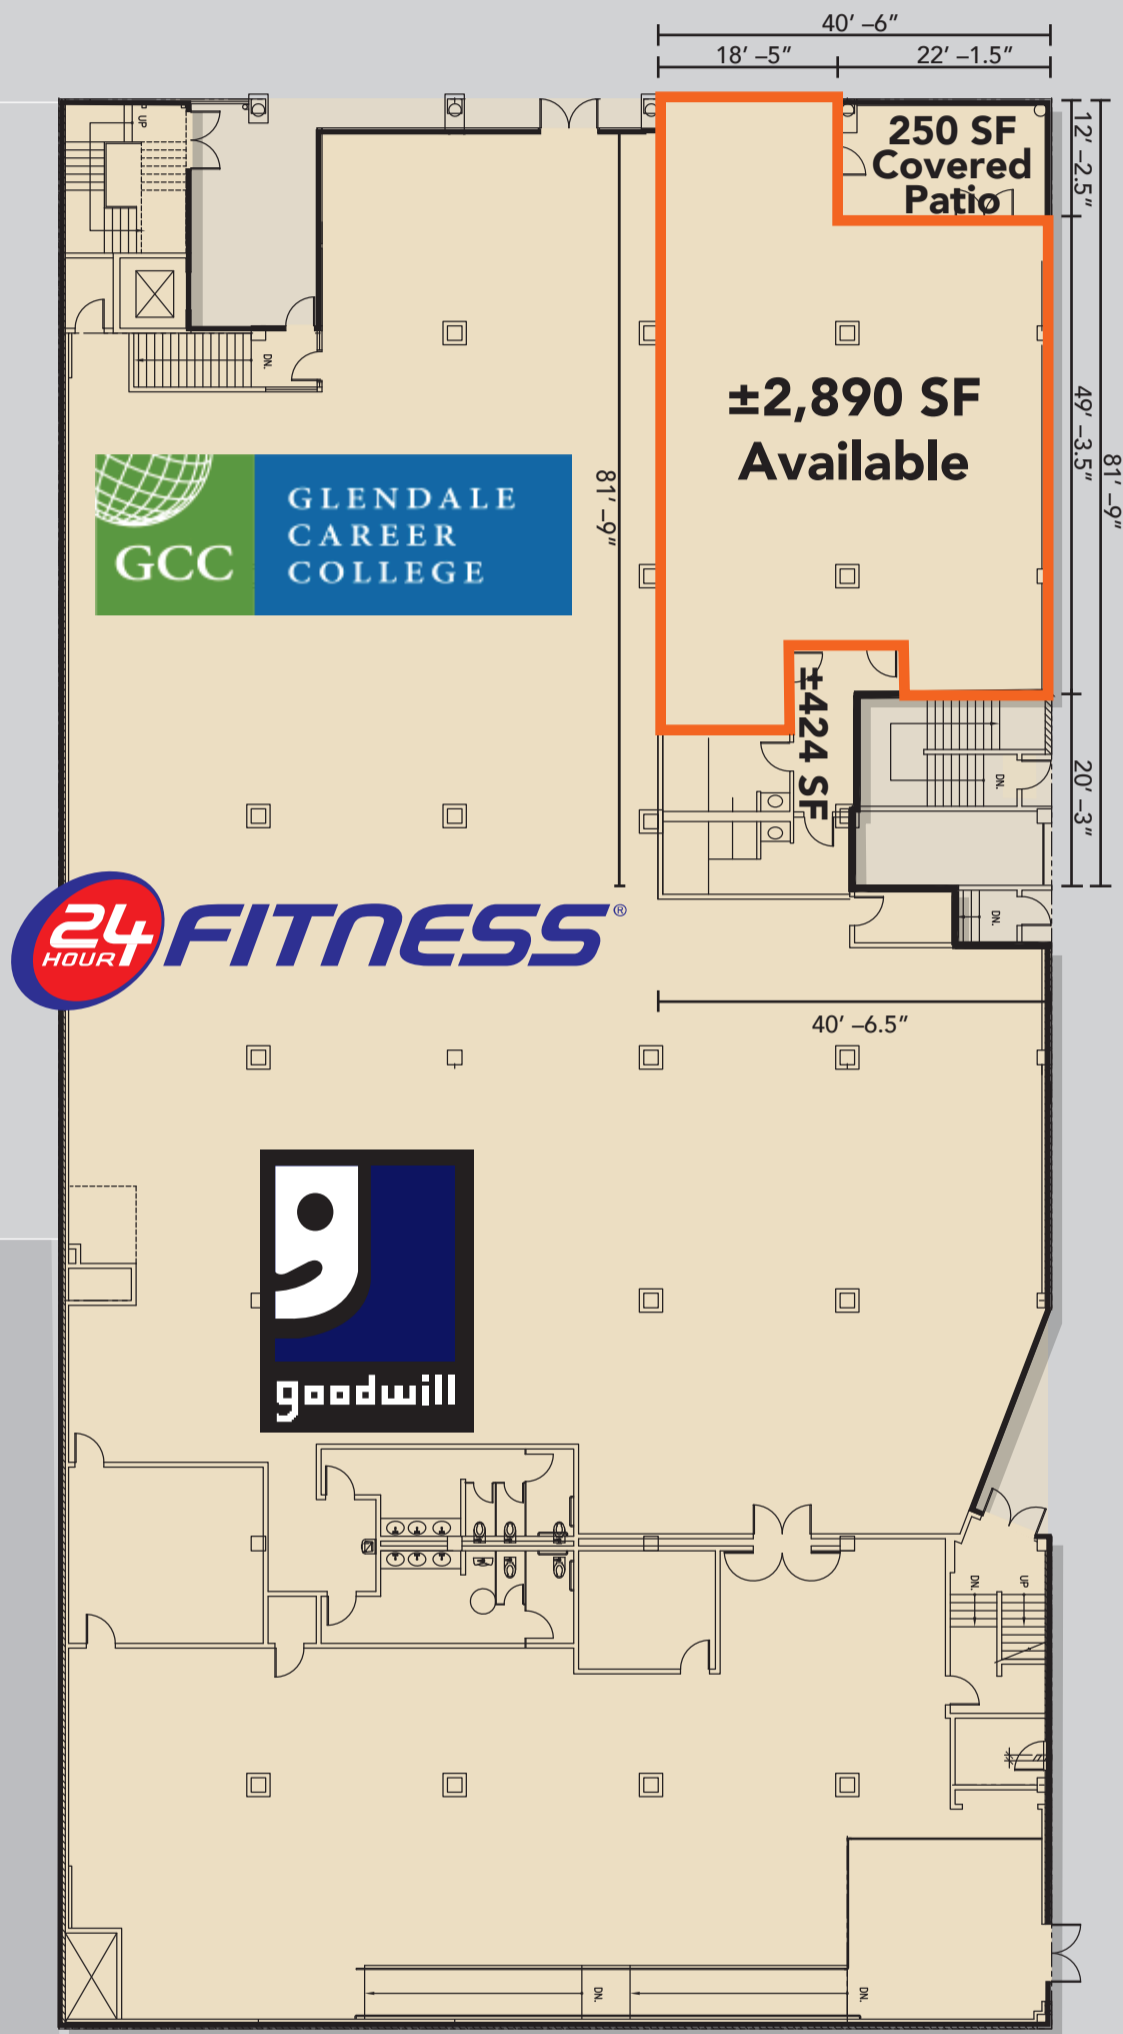 40’ –6”
18’ –5”
22’ –1.5”
UP
250 SF
Covered
Patio
12’ –2.5”
DN.
±2,890 SF
Available
49’ –3.5”
81’ –9”
81’ –9”
GCC
GLENDALE
CAREER
COLLEGE
±424 SF
DN.
20’ –3”
24
HOUR
FITNESS®
DN.
40’ –6.5”
goodwill
DN.
UP
DN.
DN.